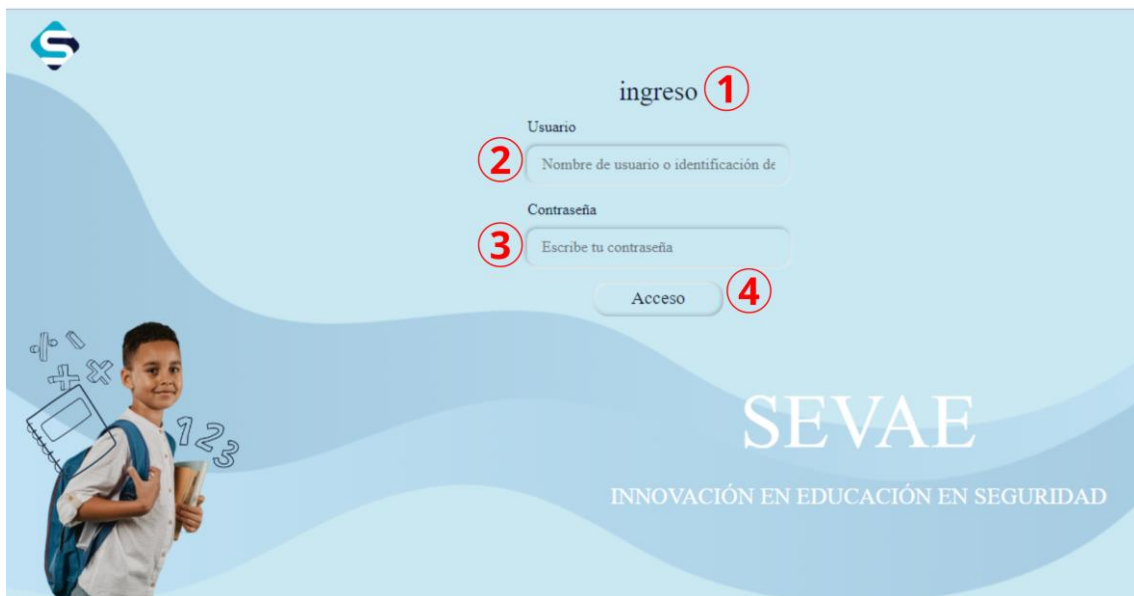 ingreso 1
Usuario
2 Nombre de usuario o identificación de
Contraseña
3 Escribe tu contraseña
Acceso 4
123
SEVAE
INNOVACIÓN EN EDUCACIÓN EN SEGURIDAD